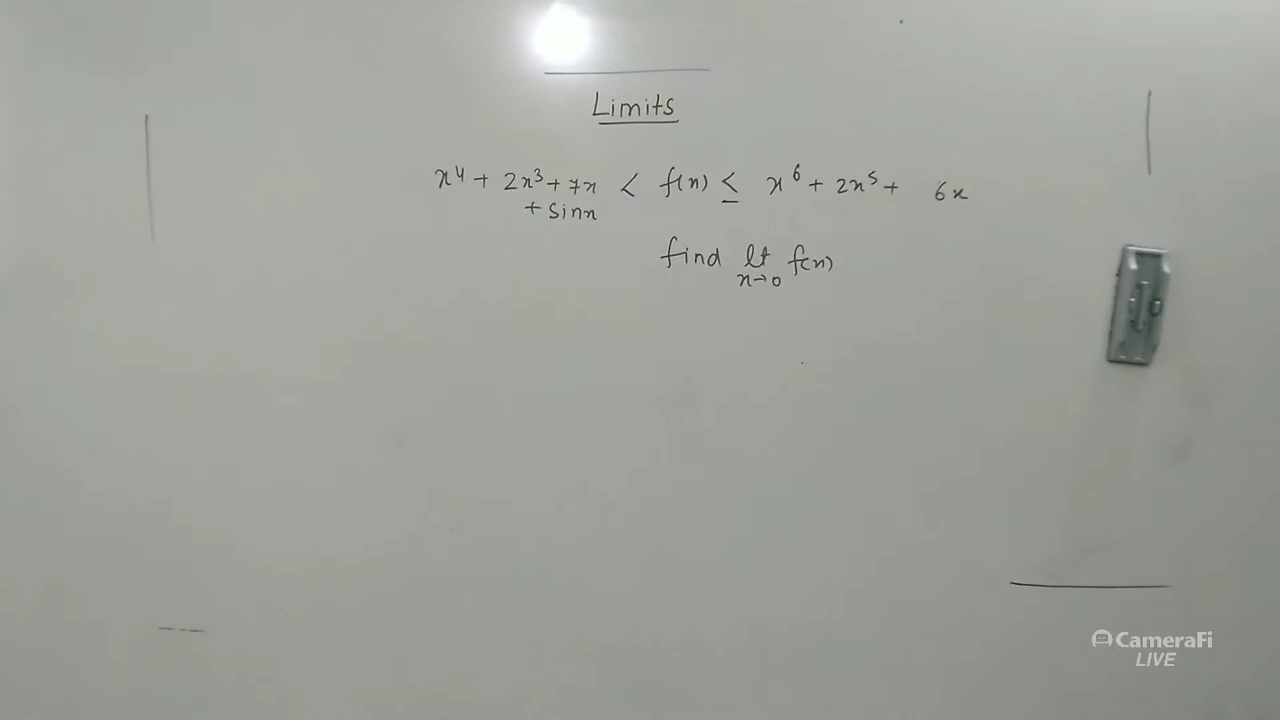 Limits
x⁴ + 2x³ + 7x < f(x) ≤ x⁶ + 2x⁵ + 6x
+ sinx
find lt f(x)
x→0
CameraFi
LIVE